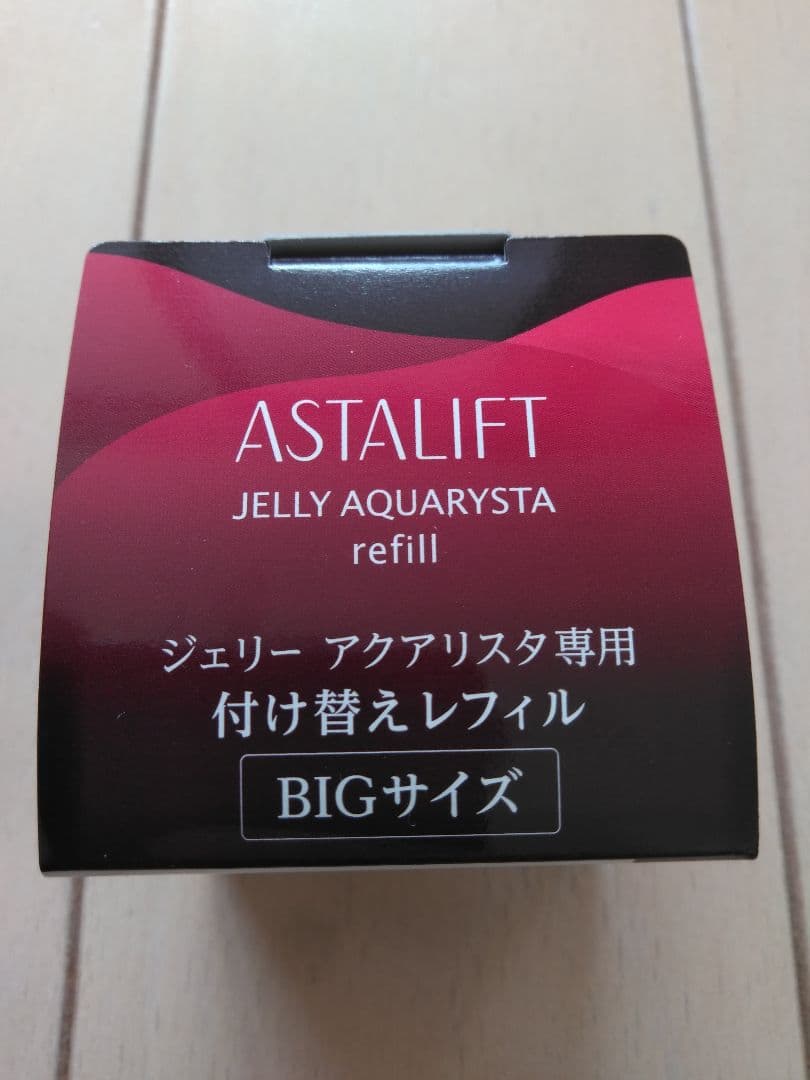 ASTALIFT
JELLY AQUARYSTA
refill
ジェリー アクアリスタ専用
付け替えレフィル
BIGサイズ